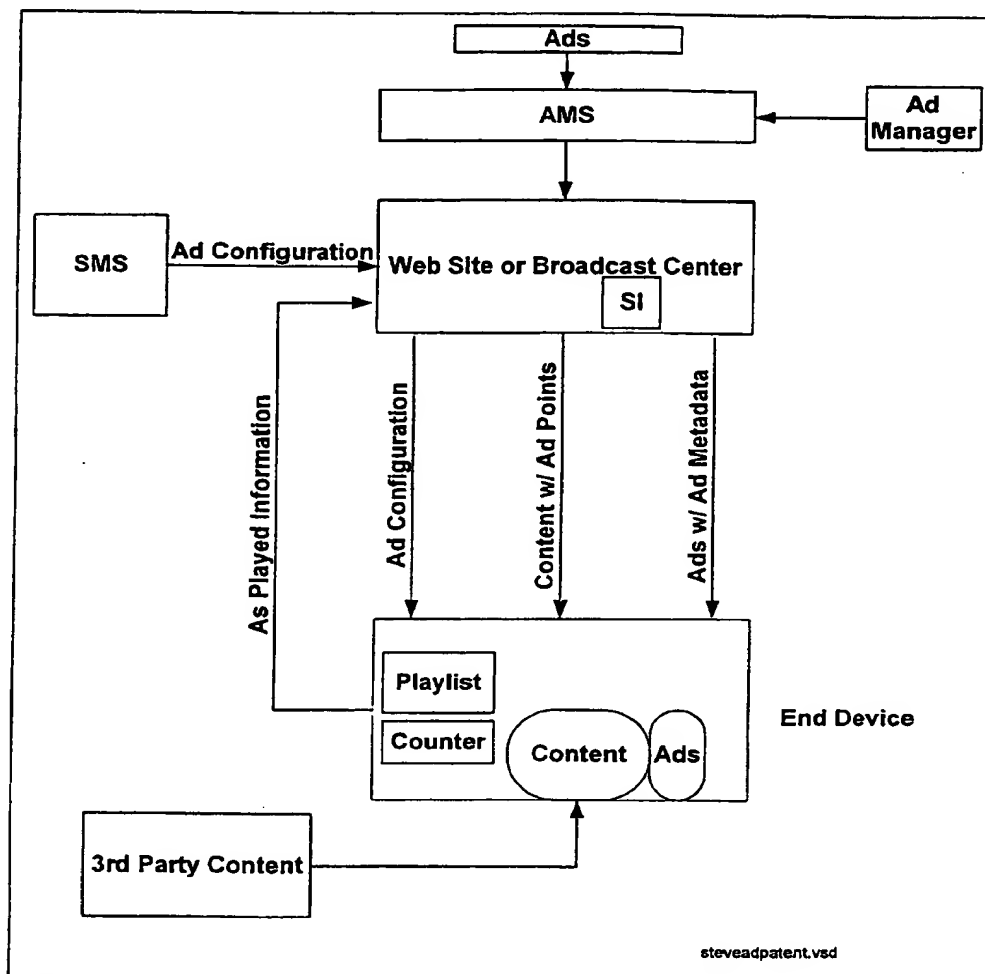 Ads
AMS
Ad
Manager
SMS
Ad Configuration
Web Site or Broadcast Center
SI
As Played Information
Ad Configuration
Content w/ Ad Points
Ads w/ Ad Metadata
Playlist
Counter
Content
Ads
End Device
3rd Party Content
steveadpatent.vsd